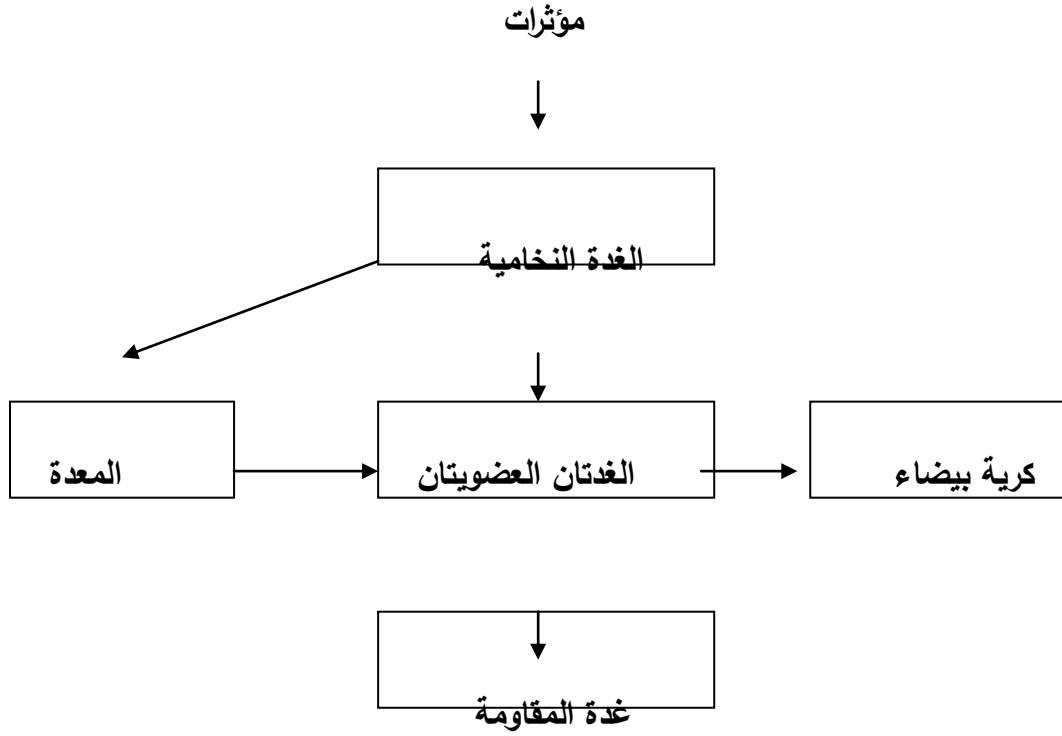 مؤثرات
الغدة النخامية
المعدة
الغدتان العضويتان
كرية بيضاء
غدة المقاومة